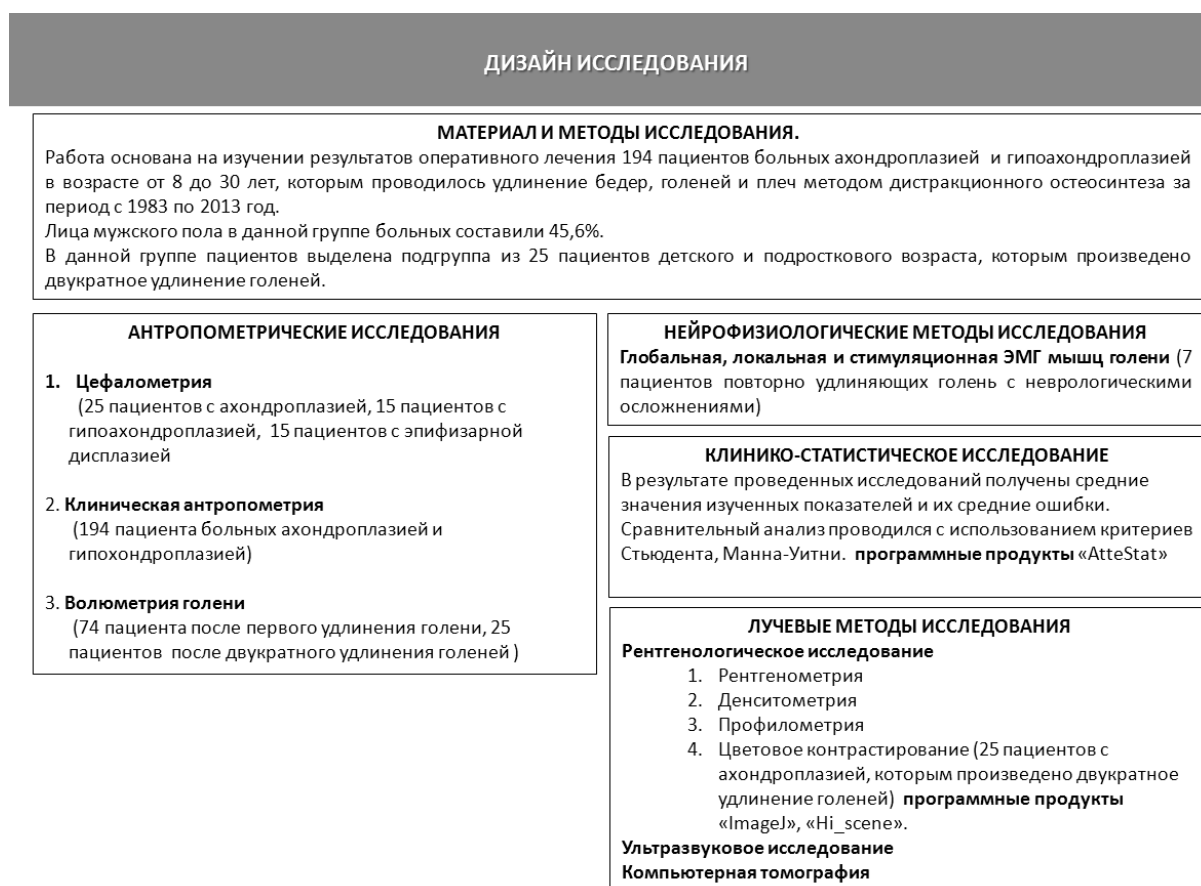 ДИЗАЙН ИССЛЕДОВАНИЯ
МАТЕРИАЛ И МЕТОДЫ ИССЛЕДОВАНИЯ.
Работа основана на изучении результатов оперативного лечения 194 пациентов больных ахондроплазией и гипоахондроплазией
в возрасте от 8 до 30 лет, которым проводилось удлинение бедер, голеней и плеч методом дистракционного остеосинтеза за
период с 1983 по 2013 год.
Лица мужского пола в данной группе больных составили 45,6%.
В данной группе пациентов выделена подгруппа из 25 пациентов детского и подросткового возраста, которым произведено
двукратное удлинение голеней.
АНТРОПОМЕТРИЧЕСКИЕ ИССЛЕДОВАНИЯ
1. Цефалометрия
(25 пациентов с ахондроплазией, 15 пациентов с
гипоахондроплазией, 15 пациентов с эпифизарной
дисплазией
2. Клиническая антропометрия
(194 пациента больных ахондроплазией и
гипохондроплазией)
3. Волюметрия голени
(74 пациента после первого удлинения голени, 25
пациентов после двукратного удлинения голеней )
НЕЙРОФИЗИОЛОГИЧЕСКИЕ МЕТОДЫ ИССЛЕДОВАНИЯ
Глобальная, локальная и стимуляционная ЭМГ мышц голени (7
пациентов повторно удлиняющих голень с неврологическими
осложнениями)
КЛИНИКО-СТАТИСТИЧЕСКОЕ ИССЛЕДОВАНИЕ
В результате проведенных исследований получены средние
значения изученных показателей и их средние ошибки.
Сравнительный анализ проводился с использованием критериев
Стьюдента, Манна-Уитни. программные продукты «AtteStat»
ЛУЧЕВЫЕ МЕТОДЫ ИССЛЕДОВАНИЯ
Рентгенологическое исследование
1. Рентгенометрия
2. Денситометрия
3. Профилометрия
4. Цветовое контрастирование (25 пациентов с
ахондроплазией, которым произведено двукратное
удлинение голеней) программные продукты
«ImageJ», «Hi_scene».
Ультразвуковое исследование
Компьютерная томография